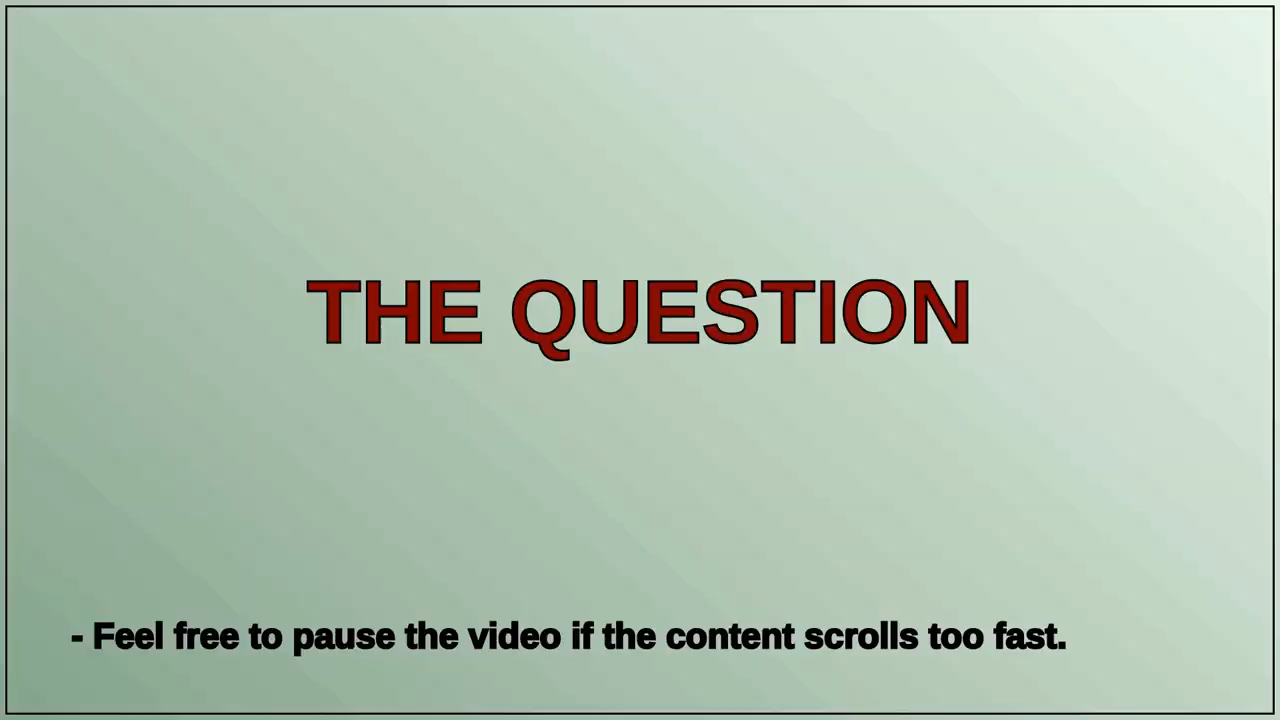 THE QUESTION
- Feel free to pause the video if the content scrolls too fast.